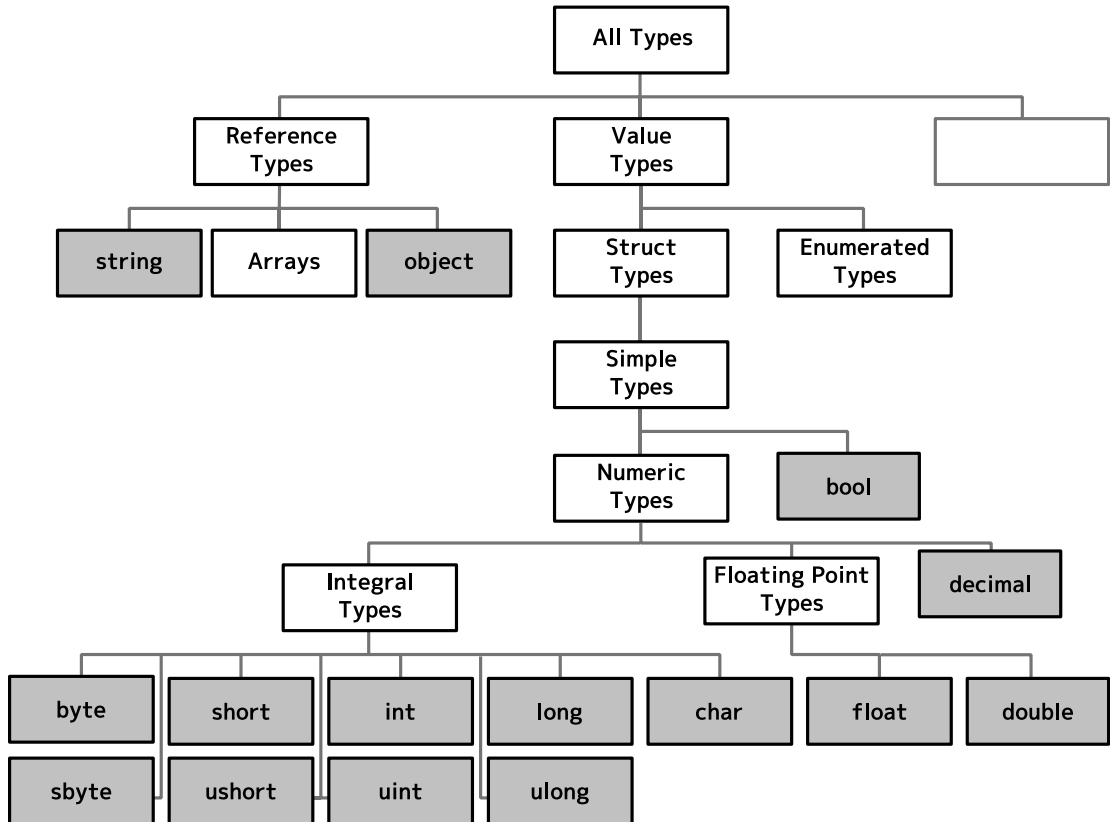 All Types
Reference
Types
Value
Types
string
Arrays
object
Struct
Types
Enumerated
Types
Simple
Types
Numeric
Types
bool
Integral
Types
Floating Point
Types
decimal
byte
short
int
long
char
float
double
sbyte
ushort
uint
ulong